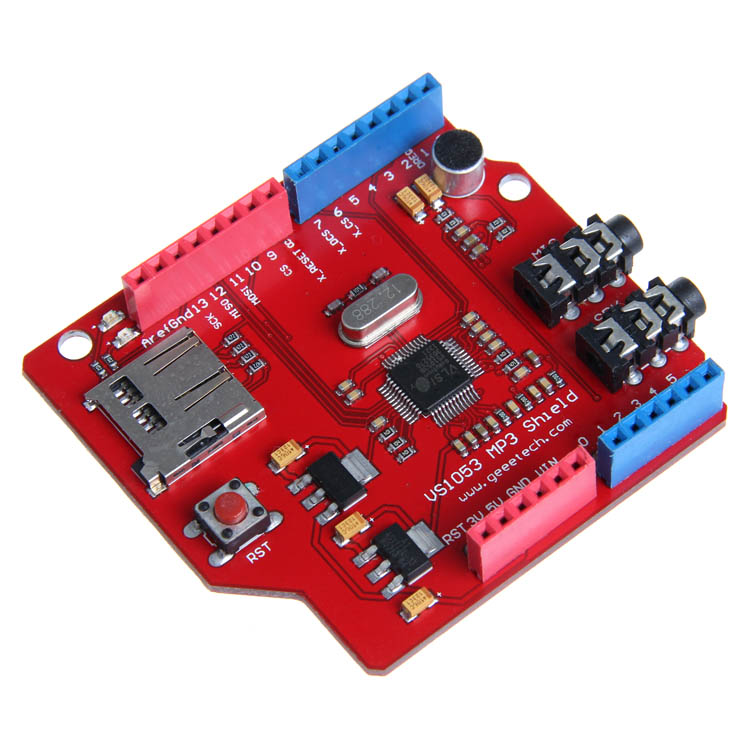 DREQ
1
2
3
4
5
6
X_CS
7
X_DCS
X_RESET
9
CS
10
11
MOSI
12
MISO
13
SCK
Gnd
Aref
12-288
VLSI
VS1053 MP3 Shield
www.geeetech.com
0 1 2 3 4 5
RST 3V 5V GND VIN
RST